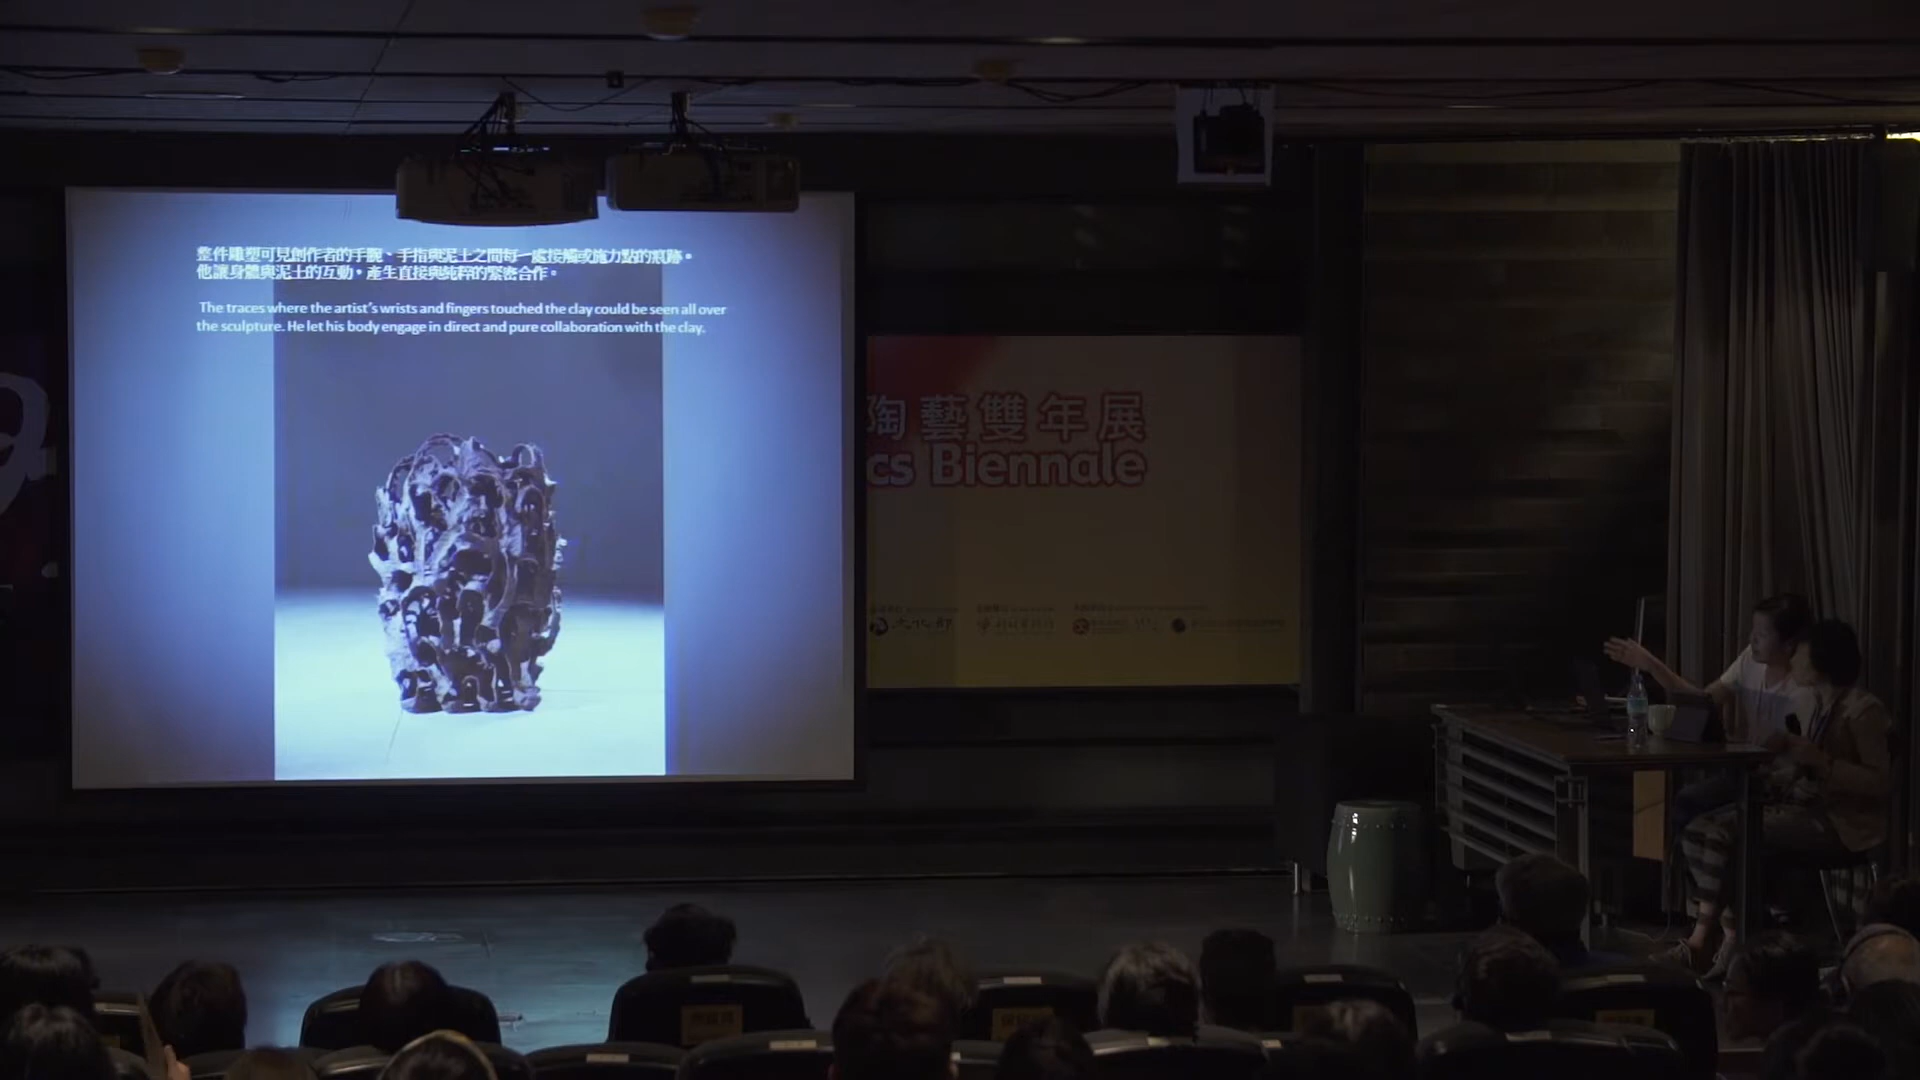 整件雕塑可見創作者的手腕、手指與泥土之間每一處接觸或施力點的痕跡。
他讓身體與泥土的互動，產生直接與純粹的緊密合作。
The traces where the artist's wrists and fingers touched the clay could be seen all over
the sculpture. He let his body engage in direct and pure collaboration with the clay.
陶藝雙年展
cs Biennale
文化部